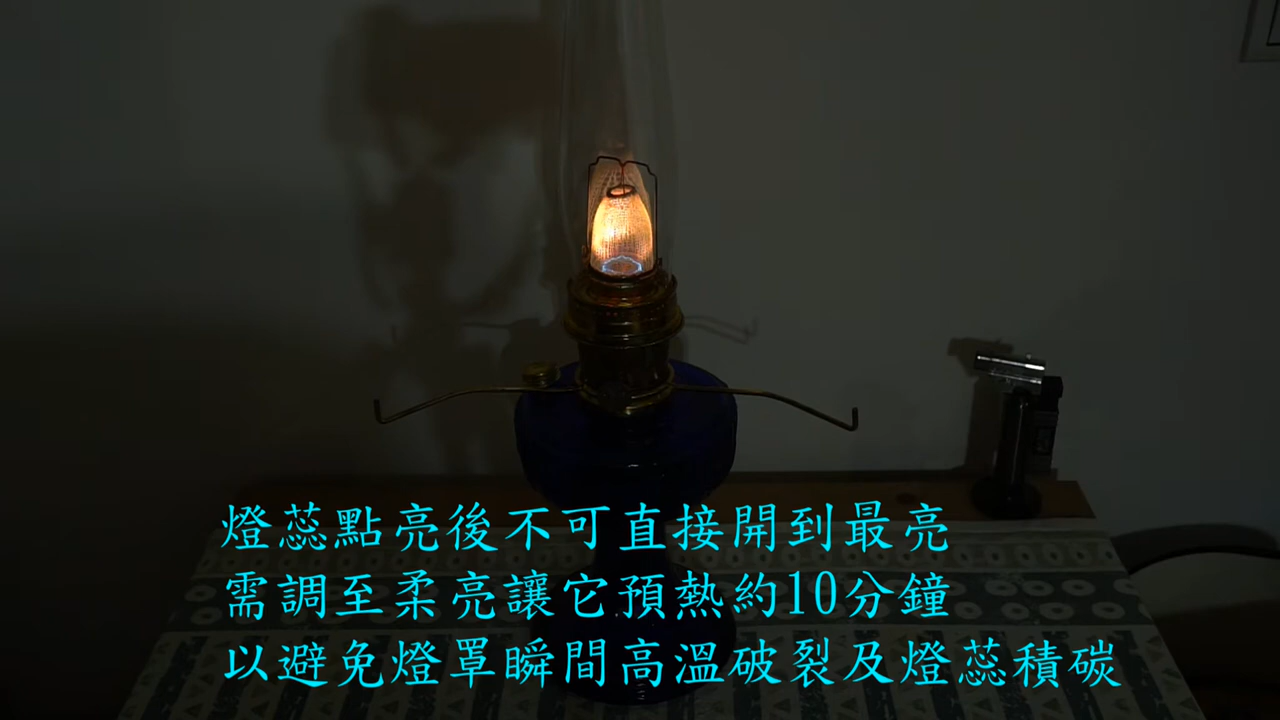 燈蕊點亮後不可直接開到最亮
需調至柔亮讓它預熱約10分鐘
以避免燈罩瞬間高溫破裂及燈蕊積碳